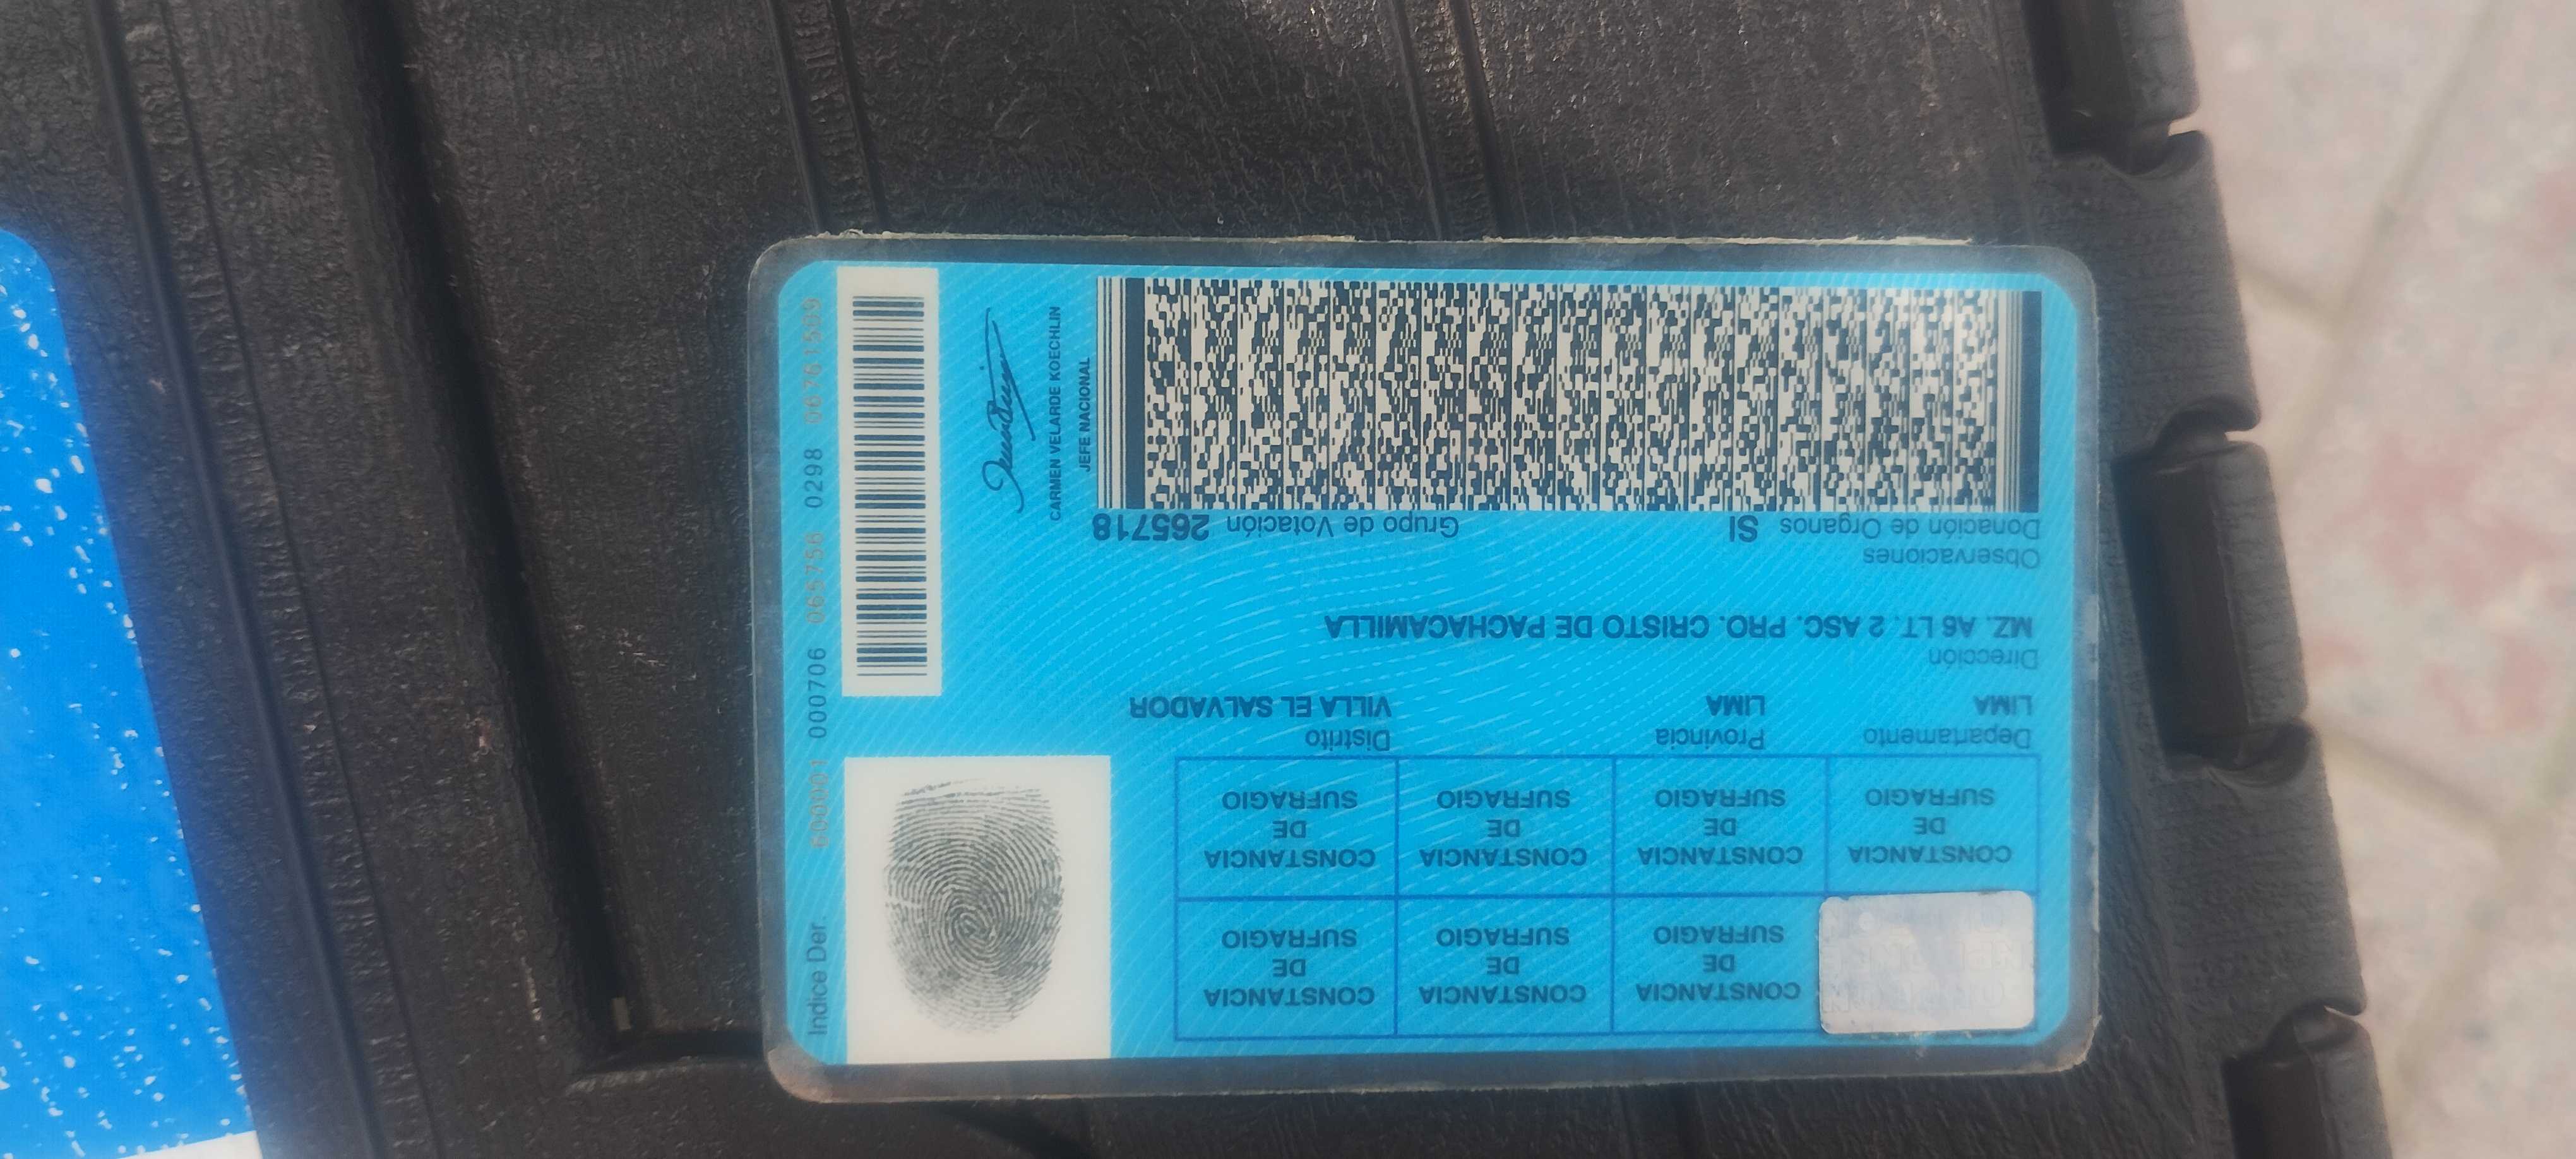 CONSTANCIA DE SUFRAGIO
CONSTANCIA DE SUFRAGIO
CONSTANCIA DE SUFRAGIO
CONSTANCIA DE SUFRAGIO
CONSTANCIA DE SUFRAGIO
CONSTANCIA DE SUFRAGIO
CONSTANCIA DE SUFRAGIO
Departamento Provincia Distrito
LIMA LIMA VILLA EL SALVADOR
Dirección
MZ. A6 LT. 2 ASC. PRO. CRISTO DE PACHACAMILLA
Observaciones
Donación de Organos SI Grupo de Votación 265718
CARMEN VELARDE KOECHLIN
JEFE NACIONAL
Indice Der. 000706 065756 0298